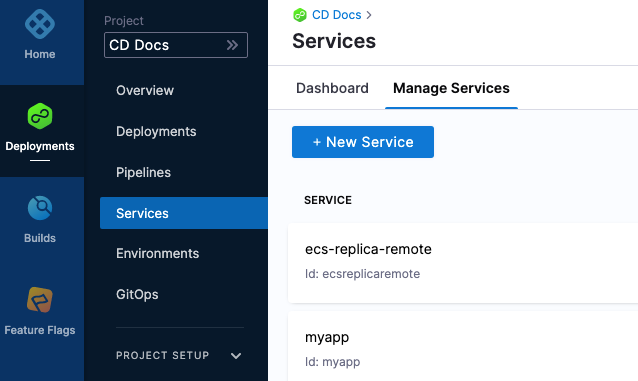 Home
Deployments
Builds
Feature Flags
Project
CD Docs
Overview
Deployments
Pipelines
Services
Environments
GitOps
PROJECT SETUP
CD Docs
Services
Dashboard
Manage Services
+ New Service
SERVICE
ecs-replica-remote
Id: ecsreplicaremote
myapp
Id: myapp